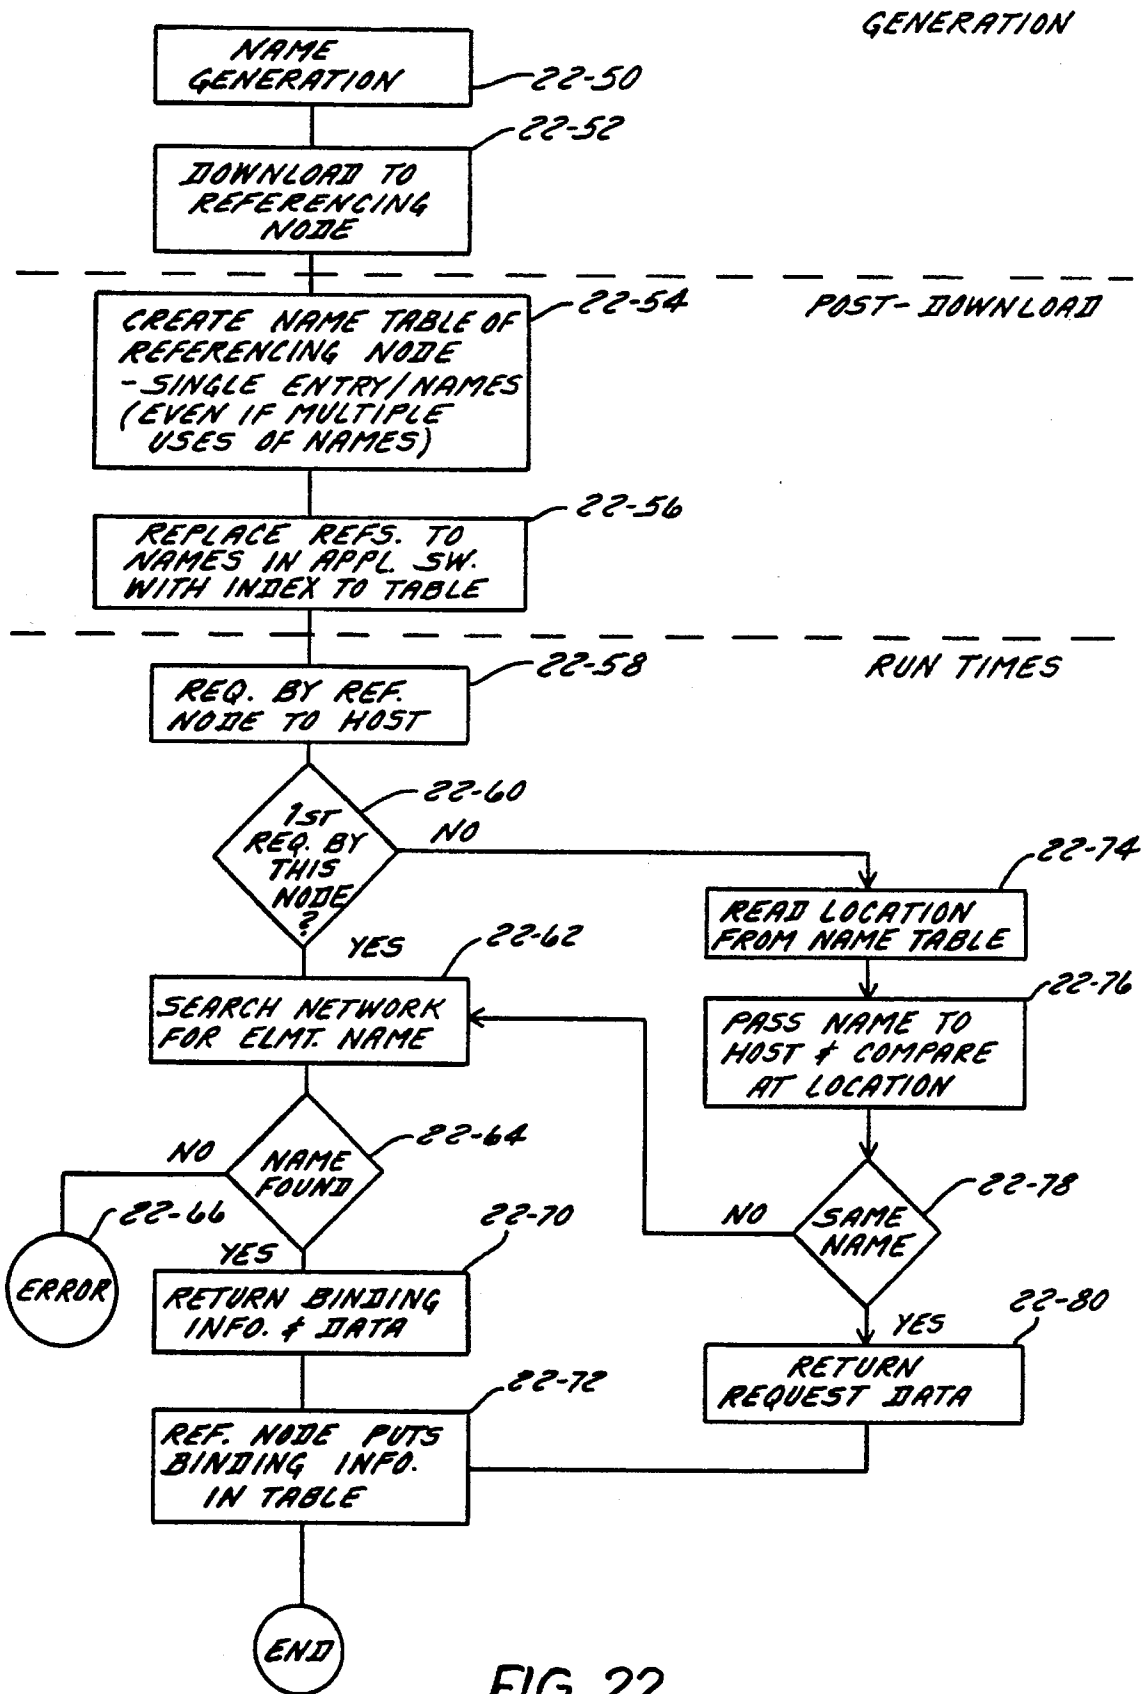 GENERATION
NAME
GENERATION
22-50
22-52
DOWNLOAD TO
REFERENCING
NODE
22-54
POST-DOWNLOAD
CREATE NAME TABLE OF
REFERENCING NODE
-SINGLE ENTRY/NAMES
(EVEN IF MULTIPLE
USES OF NAMES)
22-56
REPLACE REFS. TO
NAMES IN APPL. SW.
WITH INDEX TO TABLE
22-58
RUN TIMES
REQ. BY REF.
NODE TO HOST
22-60
1ST
REQ. BY
THIS
NODE
?
NO
YES
22-74
READ LOCATION
FROM NAME TABLE
22-62
SEARCH NETWORK
FOR ELMT. NAME
22-76
PASS NAME TO
HOST & COMPARE
AT LOCATION
22-64
NAME
FOUND
NO
22-66
ERROR
YES
22-78
SAME
NAME
NO
YES
22-70
RETURN BINDING
INFO. & DATA
22-80
RETURN
REQUEST DATA
22-72
REF. NODE PUTS
BINDING INFO.
IN TABLE
END
FIG. 22